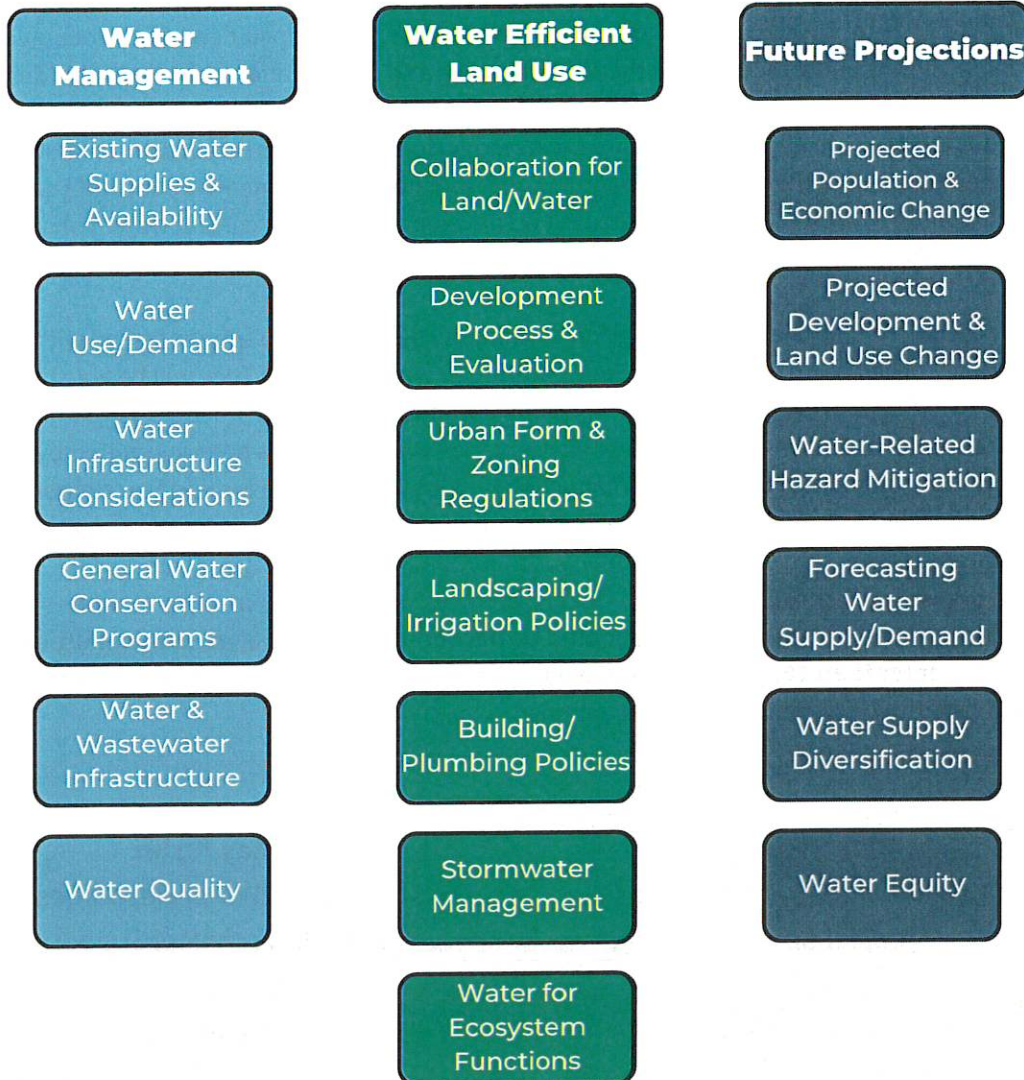 Water
Management
Existing Water
Supplies &
Availability
Water
Use/Demand
Water
Infrastructure
Considerations
General Water
Conservation
Programs
Water &
Wastewater
Infrastructure
Water Quality
Water Efficient
Land Use
Collaboration for
Land/Water
Development
Process &
Evaluation
Urban Form &
Zoning
Regulations
Landscaping/
Irrigation Policies
Building/
Plumbing Policies
Stormwater
Management
Water for
Ecosystem
Functions
Future Projections
Projected
Population &
Economic Change
Projected
Development &
Land Use Change
Water-Related
Hazard Mitigation
Forecasting
Water
Supply/Demand
Water Supply
Diversification
Water Equity